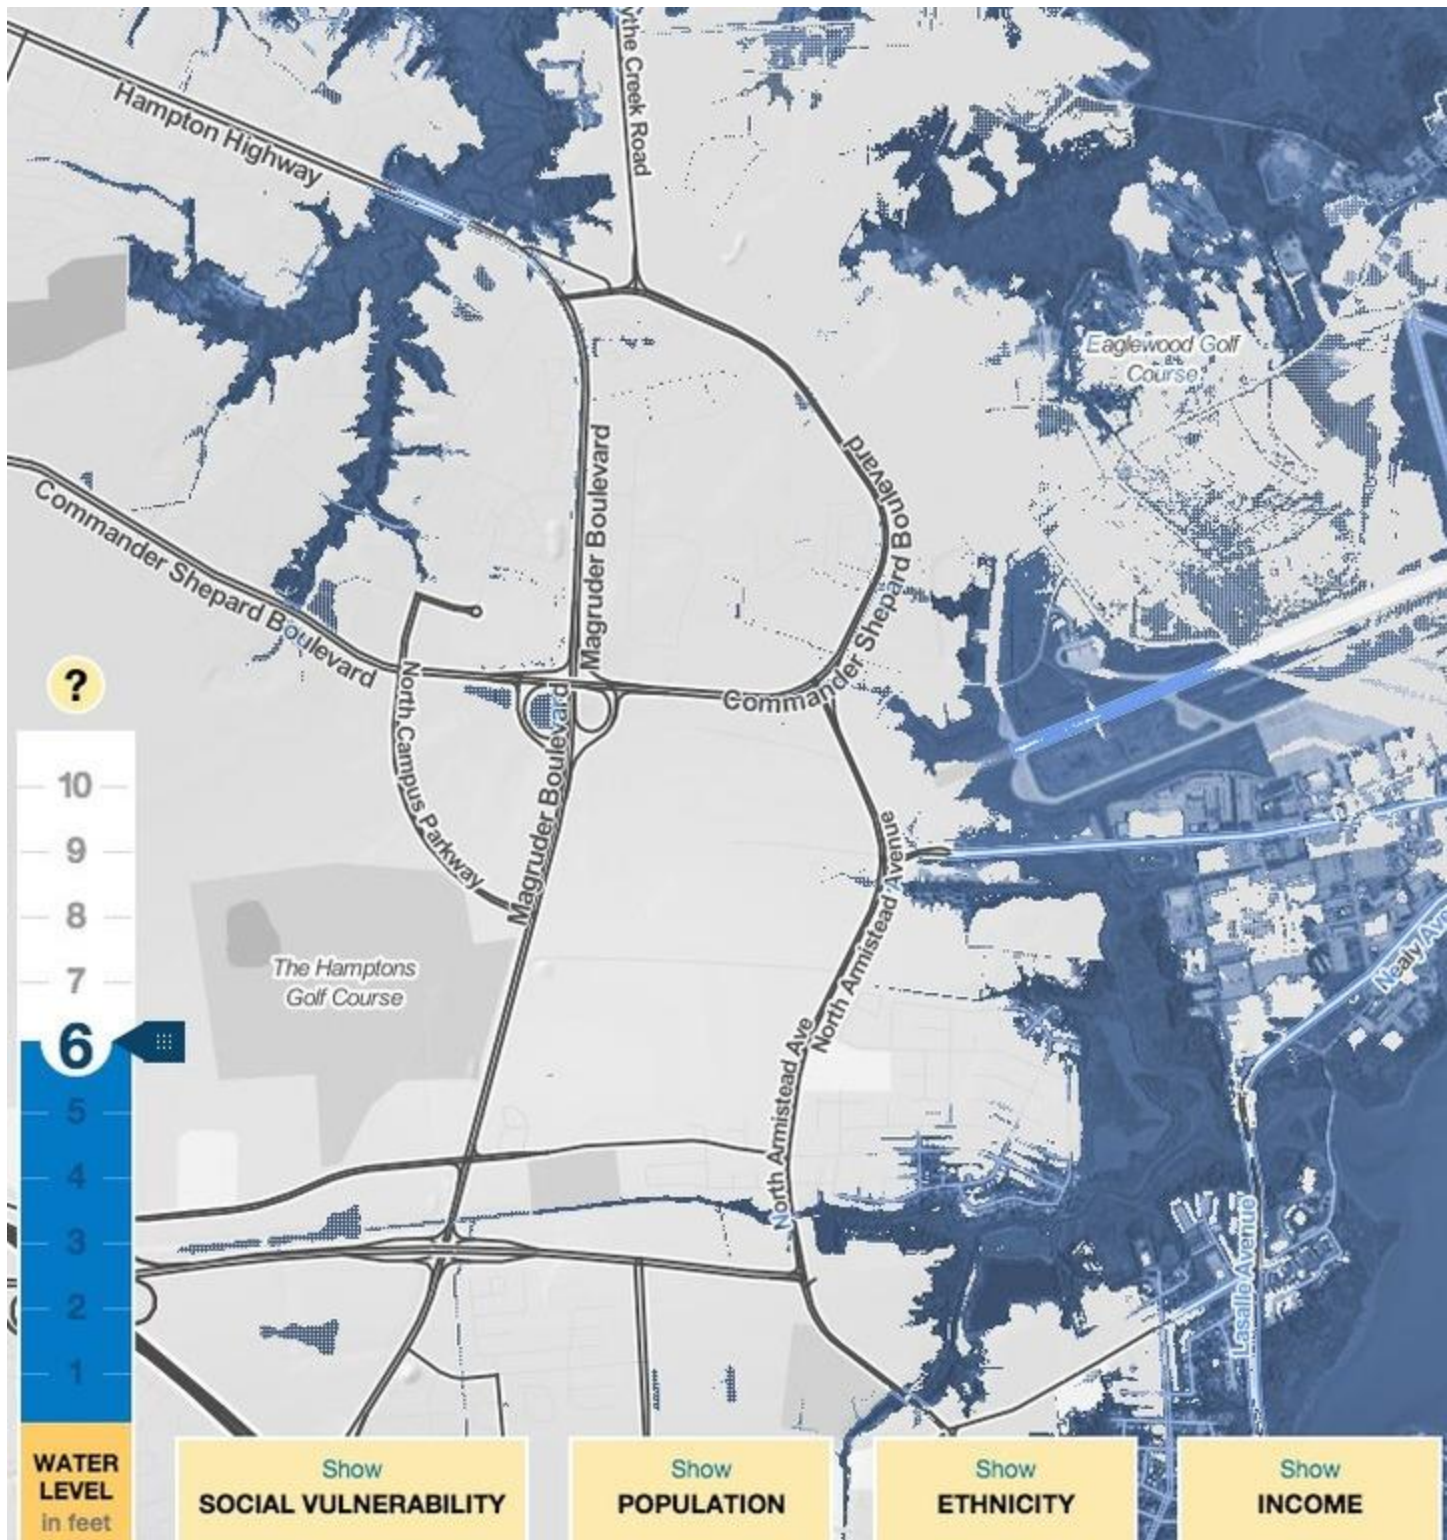 ythe Creek Road
Hampton Highway
Eaglewood Golf
Course
Magruder Boulevard
Commander Shepard Boulevard
Commander Shepard Boulevard
North Campus Parkway
Magruder Boulevard
North Armistead Avenue
The Hamptons
Golf Course
Nealy Av
North Armistead Ave
Lasalle Avenue
?
10
9
8
7
6
5
4
3
2
1
WATER
LEVEL
in feet
Show
SOCIAL VULNERABILITY
Show
POPULATION
Show
ETHNICITY
Show
INCOME